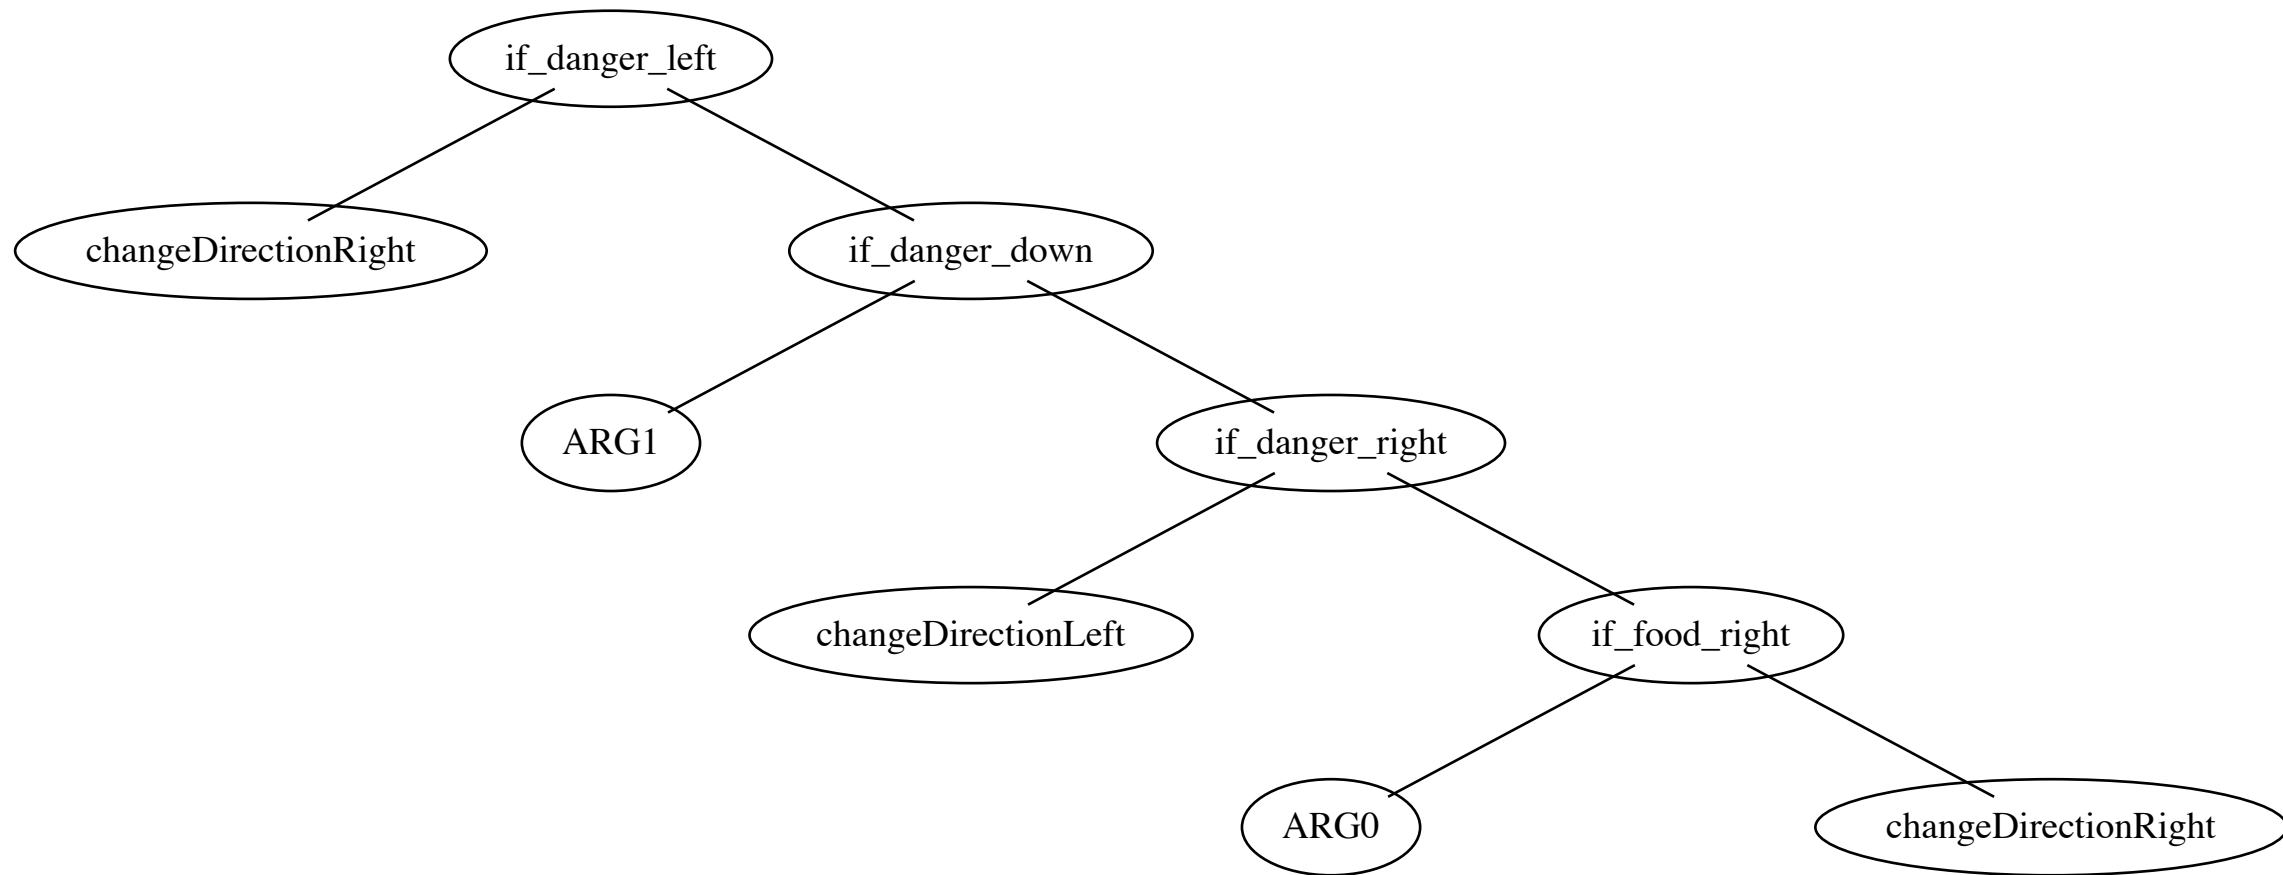 if_danger_left
changeDirectionRight
if_danger_down
ARG1
if_danger_right
changeDirectionLeft
if_food_right
ARG0
changeDirectionRight